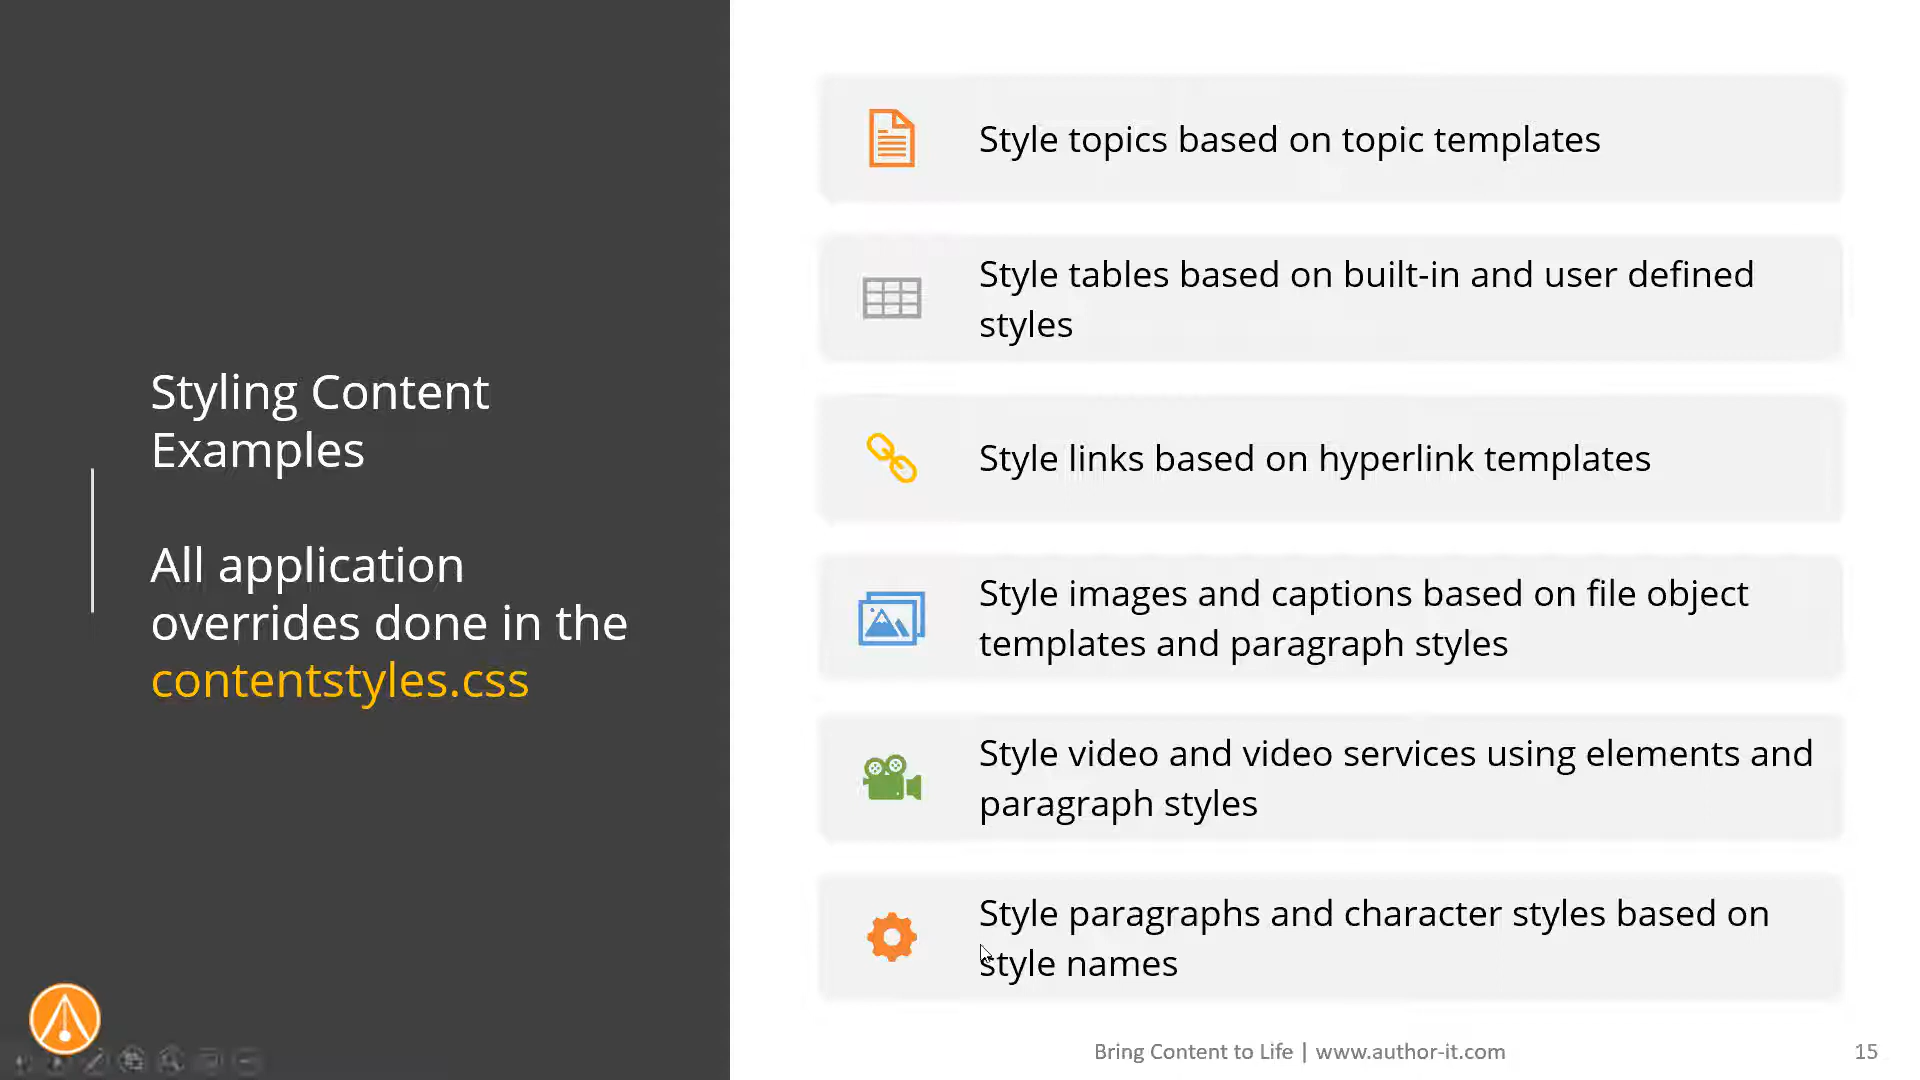 Styling Content
Examples
All application
overrides done in the
contentstyles.css
Style topics based on topic templates
Style tables based on built-in and user defined
styles
Style links based on hyperlink templates
Style images and captions based on file object
templates and paragraph styles
Style video and video services using elements and
paragraph styles
Style paragraphs and character styles based on
style names
Bring Content to Life | www.author-it.com
15